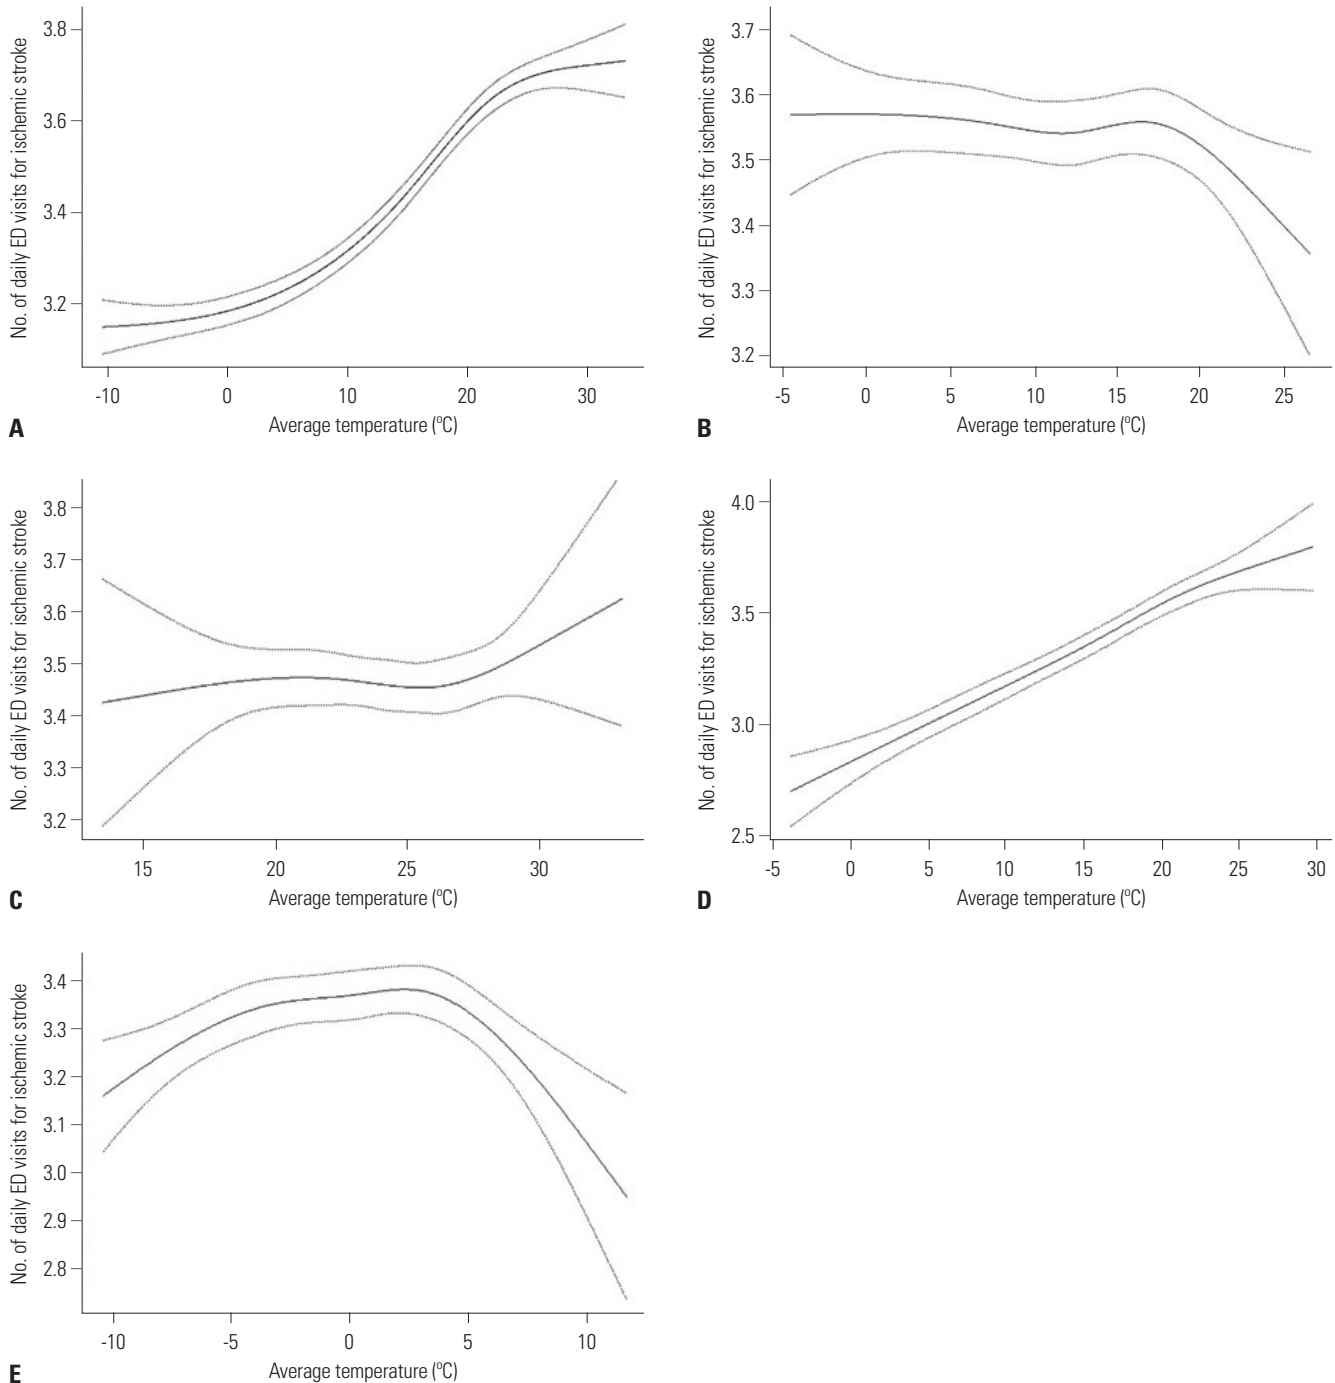 No. of daily ED visits for ischemic stroke
3.8
3.6
3.4
3.2
-10 0 10 20 30
Average temperature (ºC)
A
No. of daily ED visits for ischemic stroke
3.7
3.6
3.5
3.4
3.3
3.2
-5 0 5 10 15 20 25
Average temperature (ºC)
B
No. of daily ED visits for ischemic stroke
3.8
3.7
3.6
3.5
3.4
3.3
3.2
15 20 25 30
Average temperature (ºC)
C
No. of daily ED visits for ischemic stroke
4.0
3.5
3.0
2.5
-5 0 5 10 15 20 25 30
Average temperature (ºC)
D
No. of daily ED visits for ischemic stroke
3.4
3.3
3.2
3.1
3.0
2.9
2.8
-10 -5 0 5 10
Average temperature (ºC)
E